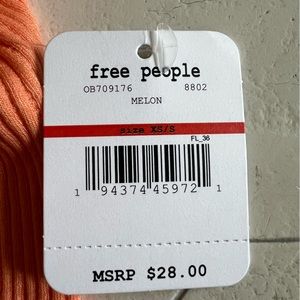 free people
OB709176 8802
MELON
size XS/S
FL_36
1 94374 45972 1
MSRP $28.00